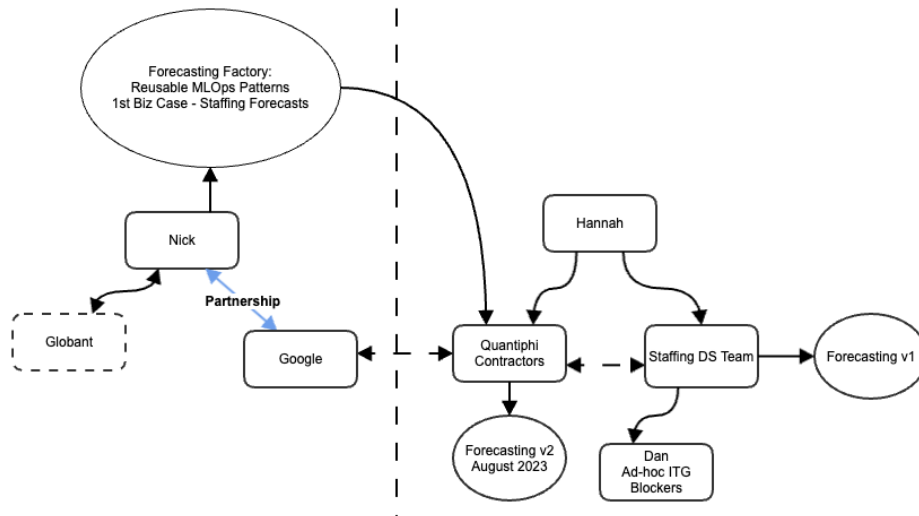 Forecasting Factory:
Reusable MLOps Patterns
1st Biz Case - Staffing Forecasts
Nick
Hannah
Partnership
Globant
Google
Quantiphi
Contractors
Staffing DS Team
Forecasting v1
Forecasting v2
August 2023
Dan
Ad-hoc ITG
Blockers